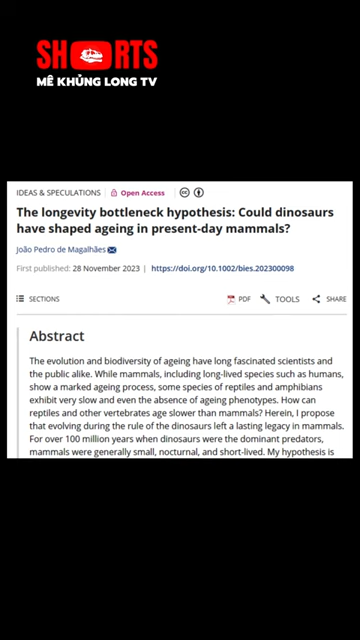 SHORTS
MÊ KHỦNG LONG TV
IDEAS & SPECULATIONS Open Access
The longevity bottleneck hypothesis: Could dinosaurs
have shaped ageing in present-day mammals?
João Pedro de Magalhães
First published: 28 November 2023 | https://doi.org/10.1002/bies.202300098
SECTIONS PDF TOOLS SHARE
Abstract
The evolution and biodiversity of ageing have long fascinated scientists and
the public alike. While mammals, including long-lived species such as humans,
show a marked ageing process, some species of reptiles and amphibians
exhibit very slow and even the absence of ageing phenotypes. How can
reptiles and other vertebrates age slower than mammals? Herein, I propose
that evolving during the rule of the dinosaurs left a lasting legacy in mammals.
For over 100 million years when dinosaurs were the dominant predators,
mammals were generally small, nocturnal, and short-lived. My hypothesis is